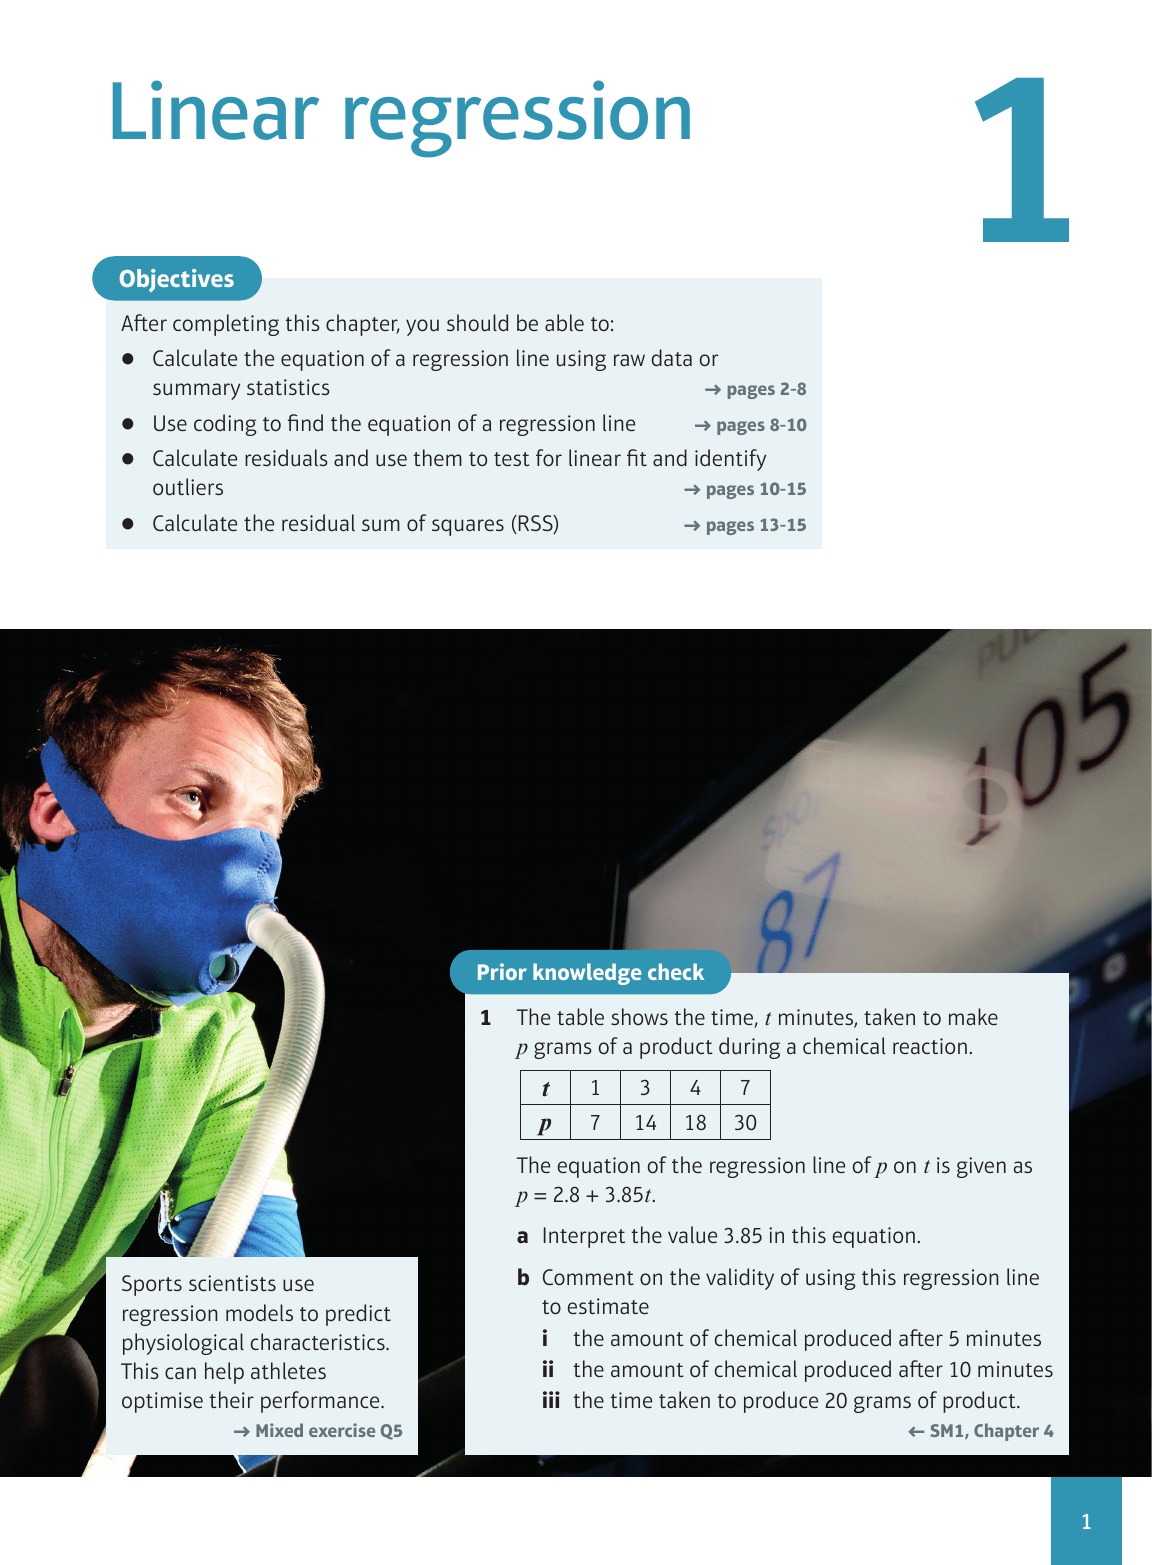 Linear regression
1
Objectives
After completing this chapter, you should be able to:
● Calculate the equation of a regression line using raw data or
summary statistics → pages 2-8
● Use coding to find the equation of a regression line → pages 8-10
● Calculate residuals and use them to test for linear fit and identify
outliers → pages 10-15
● Calculate the residual sum of squares (RSS) → pages 13-15
105
SpO₂
87
Prior knowledge check
1 The table shows the time, t minutes, taken to make
p grams of a product during a chemical reaction.
t 1 3 4 7
p 7 14 18 30
The equation of the regression line of p on t is given as
p = 2.8 + 3.85t.
a Interpret the value 3.85 in this equation.
b Comment on the validity of using this regression line
to estimate
i the amount of chemical produced after 5 minutes
ii the amount of chemical produced after 10 minutes
iii the time taken to produce 20 grams of product.
← SM1, Chapter 4
Sports scientists use
regression models to predict
physiological characteristics.
This can help athletes
optimise their performance.
→ Mixed exercise Q5
1